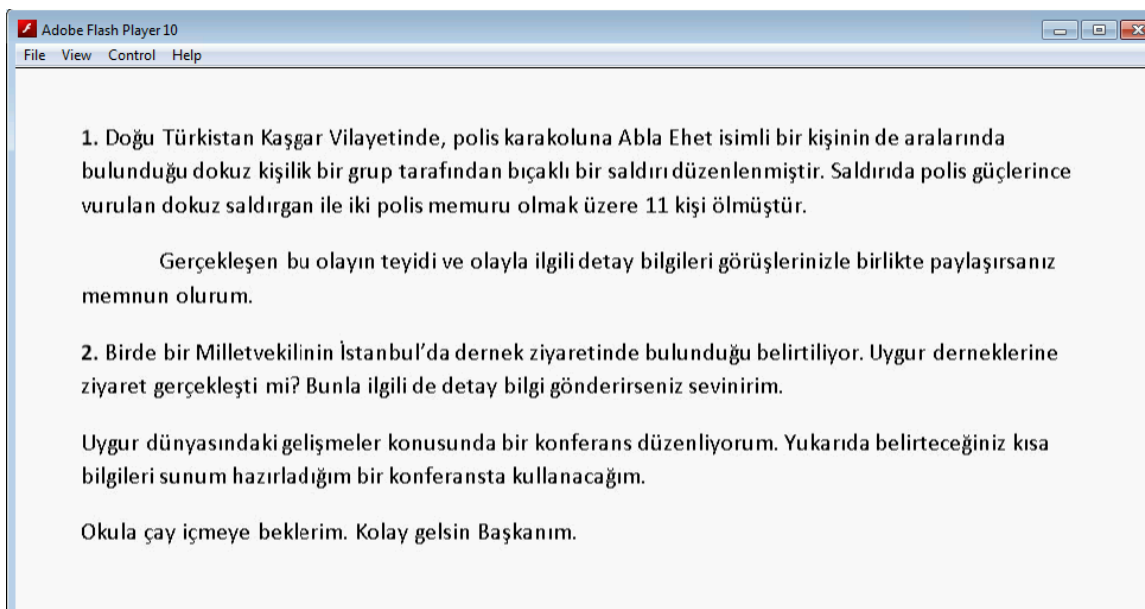 Adobe Flash Player 10
File View Control Help
1. Doğu Türkistan Kaşgar Vilayetinde, polis karakoluna Abla Ehet isimli bir kişinin de aralarında
bulunduğu dokuz kişilik bir grup tarafından bıçaklı bir saldırı düzenlenmiştir. Saldırıda polis güçlerince
vurulan dokuz saldırgan ile iki polis memuru olmak üzere 11 kişi ölmüştür.
Gerçekleşen bu olayın teyidi ve olayla ilgili detay bilgileri görüşlerinizle birlikte paylaşırsanız
memnun olurum.
2. Birde bir Milletvekilinin İstanbul’da dernek ziyaretinde bulunduğu belirtiliyor. Uygur derneklerine
ziyaret gerçekleşti mi? Bunla ilgili de detay bilgi gönderirseniz sevinirim.
Uygur dünyasındaki gelişmeler konusunda bir konferans düzenliyorum. Yukarıda belirteceğiniz kısa
bilgileri sunum hazırladığım bir konferansta kullanacağım.
Okula çay içmeye beklerim. Kolay gelsin Başkanım.